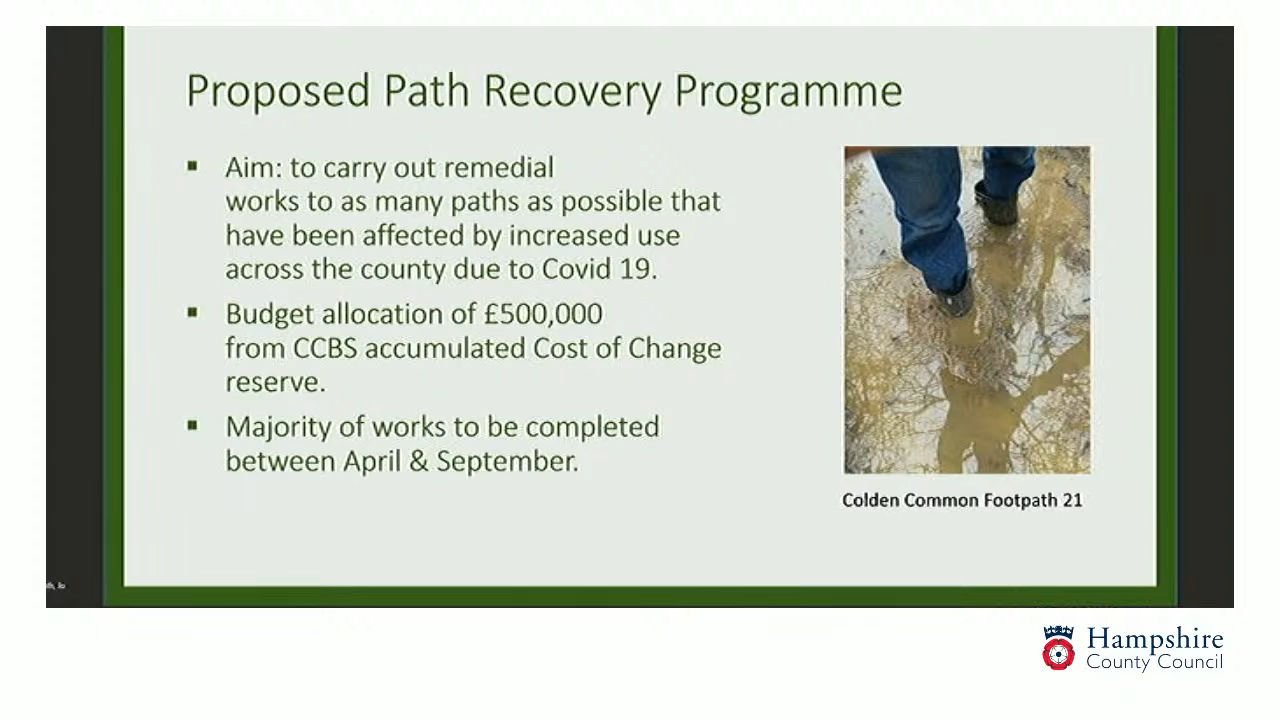 Proposed Path Recovery Programme
▪ Aim: to carry out remedial
works to as many paths as possible that
have been affected by increased use
across the county due to Covid 19.
▪ Budget allocation of £500,000
from CCBS accumulated Cost of Change
reserve.
▪ Majority of works to be completed
between April & September.
Colden Common Footpath 21
Hampshire
County Council